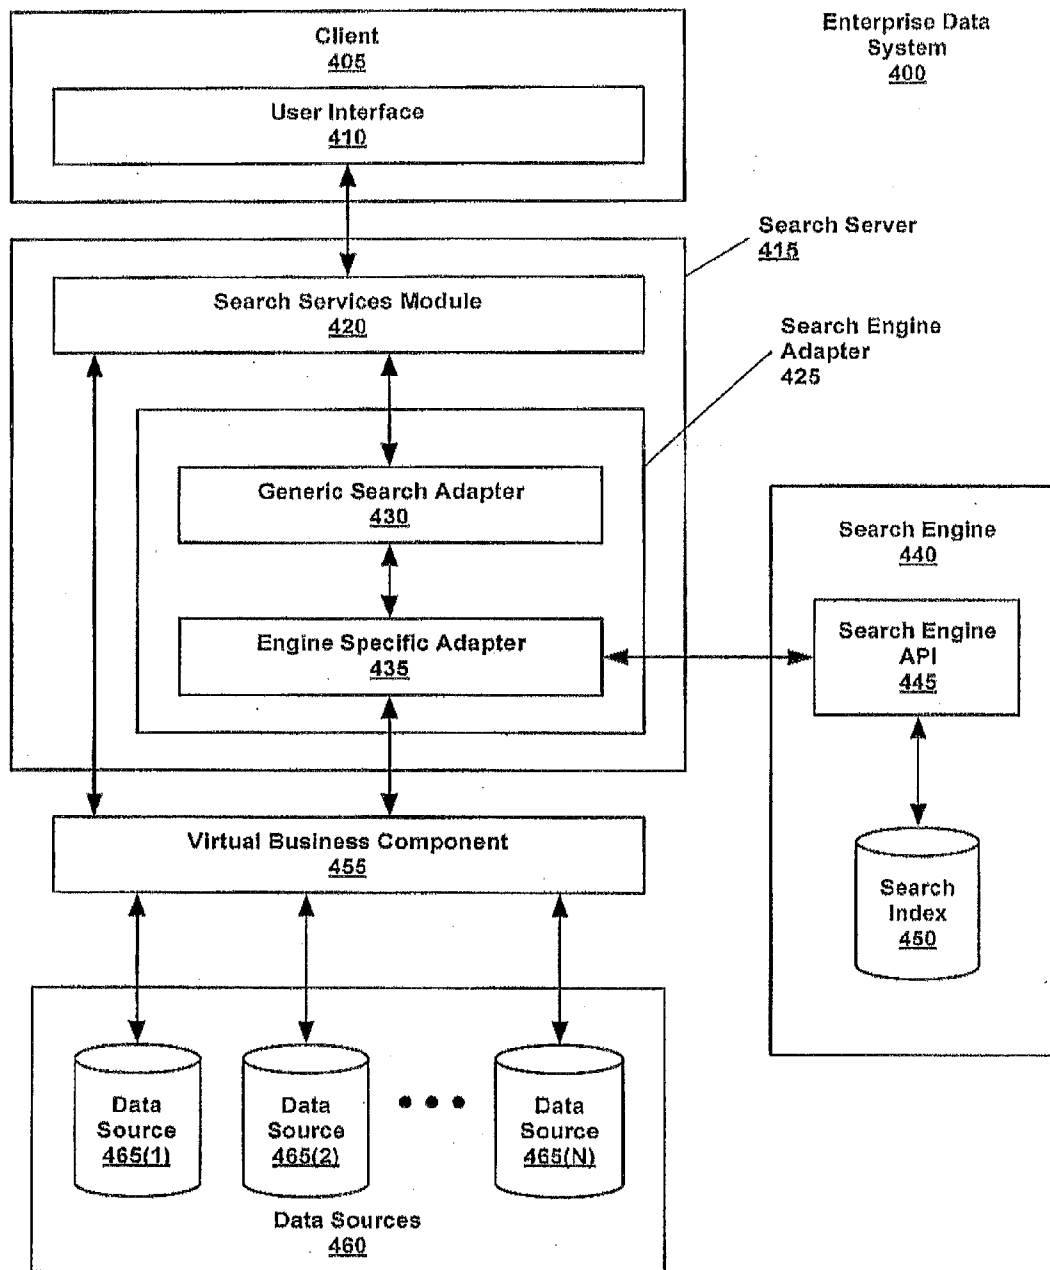 Client
405
User Interface
410
Enterprise Data
System
400
Search Server
415
Search Services Module
420
Search Engine
Adapter
425
Generic Search Adapter
430
Engine Specific Adapter
435
Search Engine
440
Search Engine
API
445
Search
Index
450
Virtual Business Component
455
Data
Source
465(1)
Data
Source
465(2)
Data
Source
465(N)
Data Sources
460